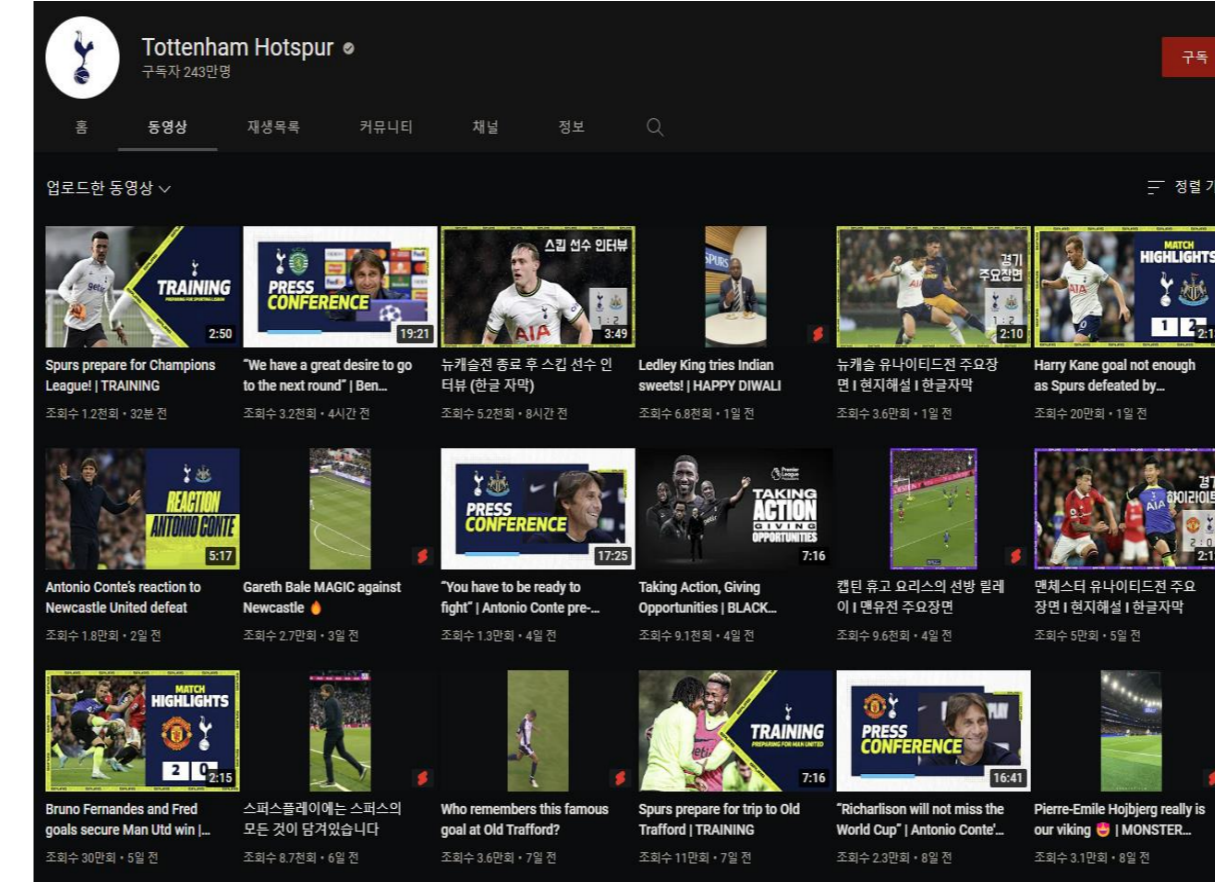 Tottenham Hotspur
구독자 243만명
구독
홈
동영상
재생목록
커뮤니티
채널
정보
업로드한 동영상
정렬 기
TRAINING
2:50
PRESS
CONFERENCE
19:21
스킵 선수 인터뷰
AIA
1 : 2
3:49
SPURS
경기
주요장면
AIA
1 : 2
2:10
MATCH
HIGHLIGHTS
AIA
1 2
Spurs prepare for Champions
League! | TRAINING
조회수 1.2천회 • 32분 전
“We have a great desire to go
to the next round” | Ben...
조회수 3.2천회 • 4시간 전
뉴캐슬전 종료 후 스킵 선수 인
터뷰 (한글 자막)
조회수 5.2천회 • 8시간 전
Ledley King tries Indian
sweets! | HAPPY DIWALI
조회수 6.8천회 • 1일 전
뉴캐슬 유나이티드전 주요장
면 I 현지해설 I 한글자막
조회수 3.6만회 • 1일 전
Harry Kane goal not enough
as Spurs defeated by...
조회수 20만회 • 1일 전
REACTION
ANTONIO CONTE
5:17
PRESS
CONFERENCE
17:25
Premier
League
TAKING
ACTION
GIVING
OPPORTUNITIES
7:16
경기
하이라이트
AIA
2 : 0
Antonio Conte’s reaction to
Newcastle United defeat
조회수 1.8만회 • 2일 전
Gareth Bale MAGIC against
Newcastle 🔥
조회수 2.7만회 • 3일 전
“You have to be ready to
fight” | Antonio Conte pre-...
조회수 1.3만회 • 4일 전
Taking Action, Giving
Opportunities | BLACK...
조회수 9.1천회 • 4일 전
캡틴 휴고 요리스의 선방 릴레
이 I 맨유전 주요장면
조회수 9.6천회 • 4일 전
맨체스터 유나이티드전 주요
장면 I 현지해설 I 한글자막
조회수 5만회 • 5일 전
MATCH
HIGHLIGHTS
2 0
2:15
TRAINING
PREPARING FOR MAN UNITED
7:16
PRESS
CONFERENCE
16:41
Bruno Fernandes and Fred
goals secure Man Utd win |...
조회수 30만회 • 5일 전
스퍼스플레이에는 스퍼스의
모든 것이 담겨있습니다
조회수 8.7천회 • 6일 전
Who remembers this famous
goal at Old Trafford?
조회수 3.6만회 • 7일 전
Spurs prepare for trip to Old
Trafford | TRAINING
조회수 11만회 • 7일 전
“Richarlison will not miss the
World Cup” | Antonio Conte'...
조회수 2.3만회 • 8일 전
Pierre-Emile Hojbjerg really is
our viking 😍 | MONSTER...
조회수 3.1만회 • 8일 전